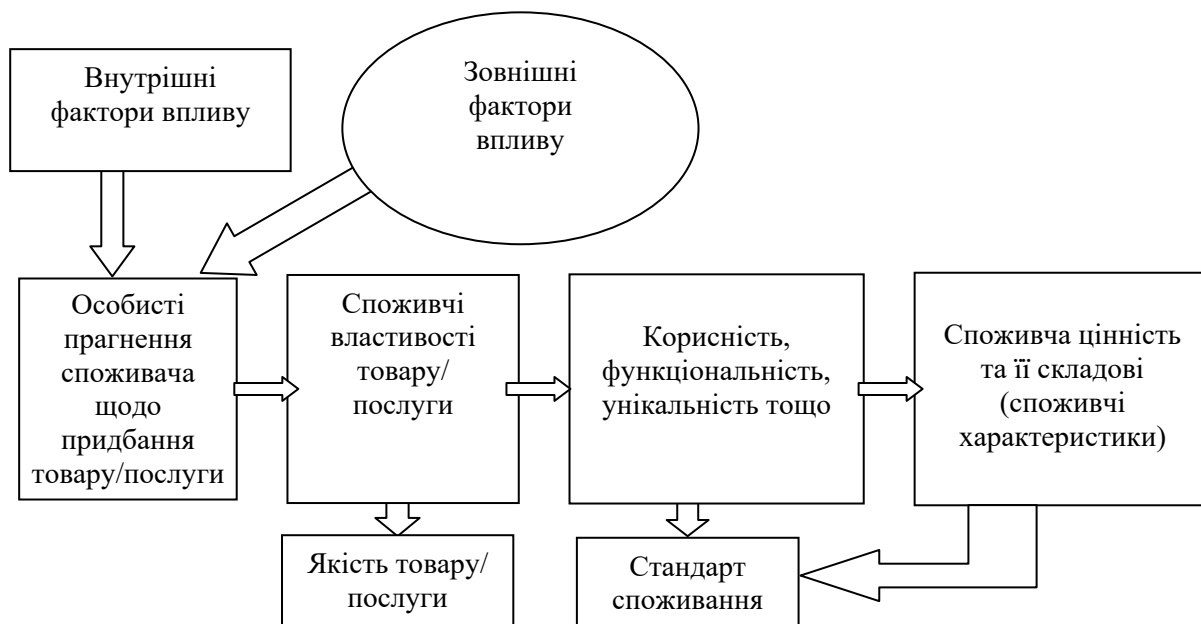 Внутрішні
фактори впливу
Зовнішні
фактори
впливу
Особисті
прагнення
споживача
щодо
придбання
товару/послуги
Споживчі
властивості
товару/
послуги
Корисність,
функціональність,
унікальність тощо
Споживча цінність
та її складові
(споживчі
характеристики)
Якість товару/
послуги
Стандарт
споживання